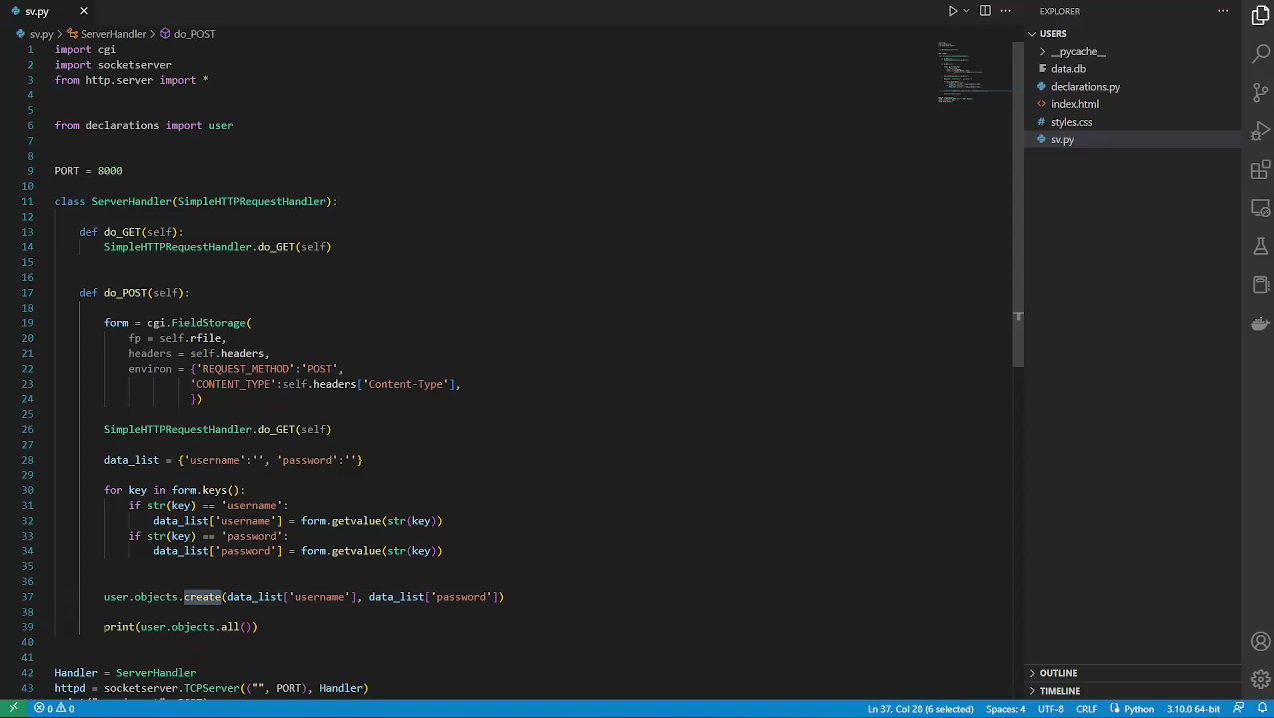 sv.py
sv.py > ServerHandler > do_POST
1 import cgi
2 import socketserver
3 from http.server import *
4
5
6 from declarations import user
7
8
9 PORT = 8000
10
11 class ServerHandler(SimpleHTTPRequestHandler):
12
13 def do_GET(self):
14 SimpleHTTPRequestHandler.do_GET(self)
15
16
17 def do_POST(self):
18
19 form = cgi.FieldStorage(
20 fp = self.rfile,
21 headers = self.headers,
22 environ = {'REQUEST_METHOD':'POST',
23 'CONTENT_TYPE':self.headers['Content-Type'],
24 })
25
26 SimpleHTTPRequestHandler.do_GET(self)
27
28 data_list = {'username':'', 'password':''}
29
30 for key in form.keys():
31 if str(key) == 'username':
32 data_list['username'] = form.getvalue(str(key))
33 if str(key) == 'password':
34 data_list['password'] = form.getvalue(str(key))
35
36
37 user.objects.create(data_list['username'], data_list['password'])
38
39 print(user.objects.all())
40
41
42 Handler = ServerHandler
43 httpd = socketserver.TCPServer(("", PORT), Handler)
EXPLORER
USERS
__pycache__
data.db
declarations.py
index.html
styles.css
sv.py
OUTLINE
TIMELINE
0 0
Ln 37, Col 28 (6 selected) Spaces: 4 UTF-8 CRLF Python 3.10.0 64-bit